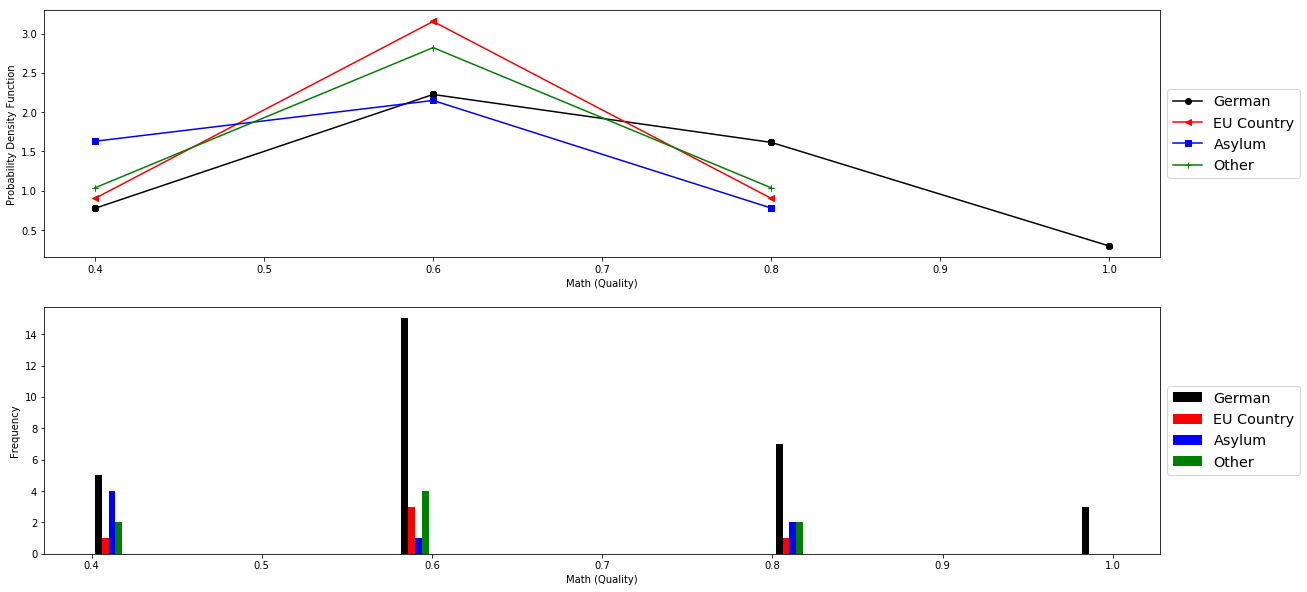 3.0
2.5
2.0
1.5
1.0
0.5
Probability Density Function
0.4 0.5 0.6 0.7 0.8 0.9 1.0
Math (Quality)
German
EU Country
Asylum
Other
14
12
10
8
6
4
2
0
Frequency
0.4 0.5 0.6 0.7 0.8 0.9 1.0
Math (Quality)
German
EU Country
Asylum
Other